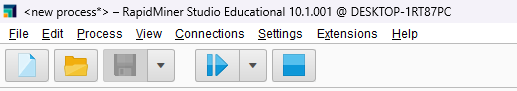 <new process*> – RapidMiner Studio Educational 10.1.001 @ DESKTOP-1RT87PC
File Edit Process View Connections Settings Extensions Help